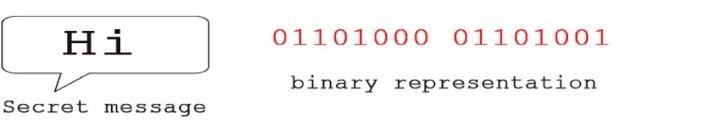 Hi
Secret message
01101000 01101001
binary representation